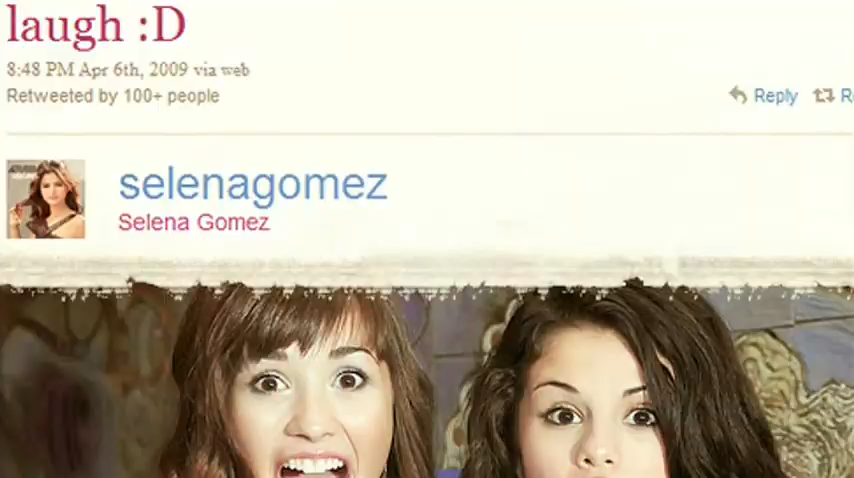 laugh :D
8:48 PM Apr 6th, 2009 via web
Retweeted by 100+ people
Reply
selenagomez
Selena Gomez